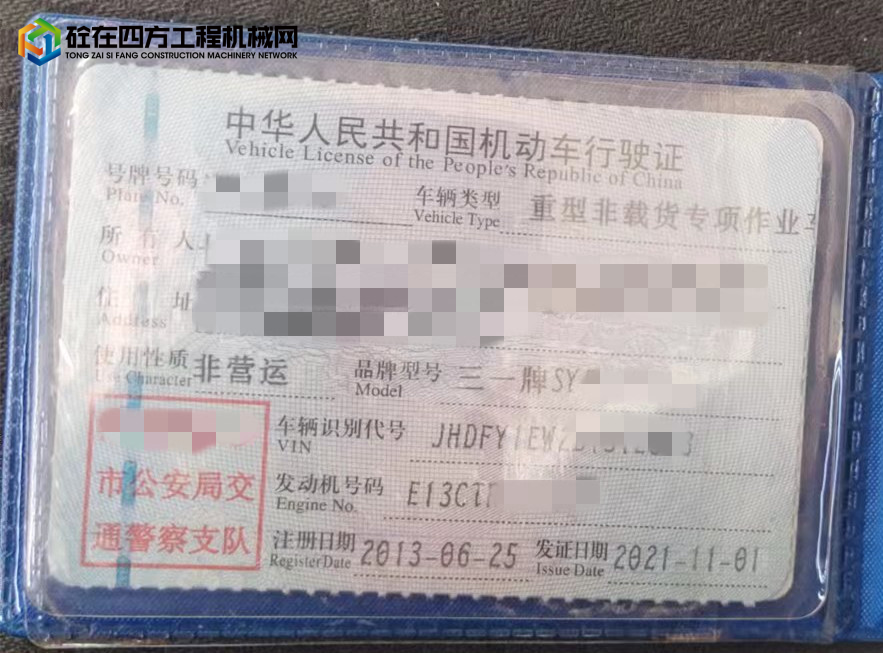 砼在四方工程机械网
TONG ZAI SI FANG CONSTRUCTION MACHINERY NETWORK
中华人民共和国机动车行驶证
Vehicle License of the People's Republic of China
号牌号码
Plate No.
车辆类型 重型非载货专项作业车
Vehicle Type
所有人
Owner
住址
Address
使用性质 非营运
Use Character
品牌型号 三一牌SY
Model
车辆识别代号 JHDFY1EW
VIN
市公安局交
通警察支队
发动机号码 E13CT
Engine No.
注册日期 2013-06-25 发证日期 2021-11-01
Register Date Issue Date